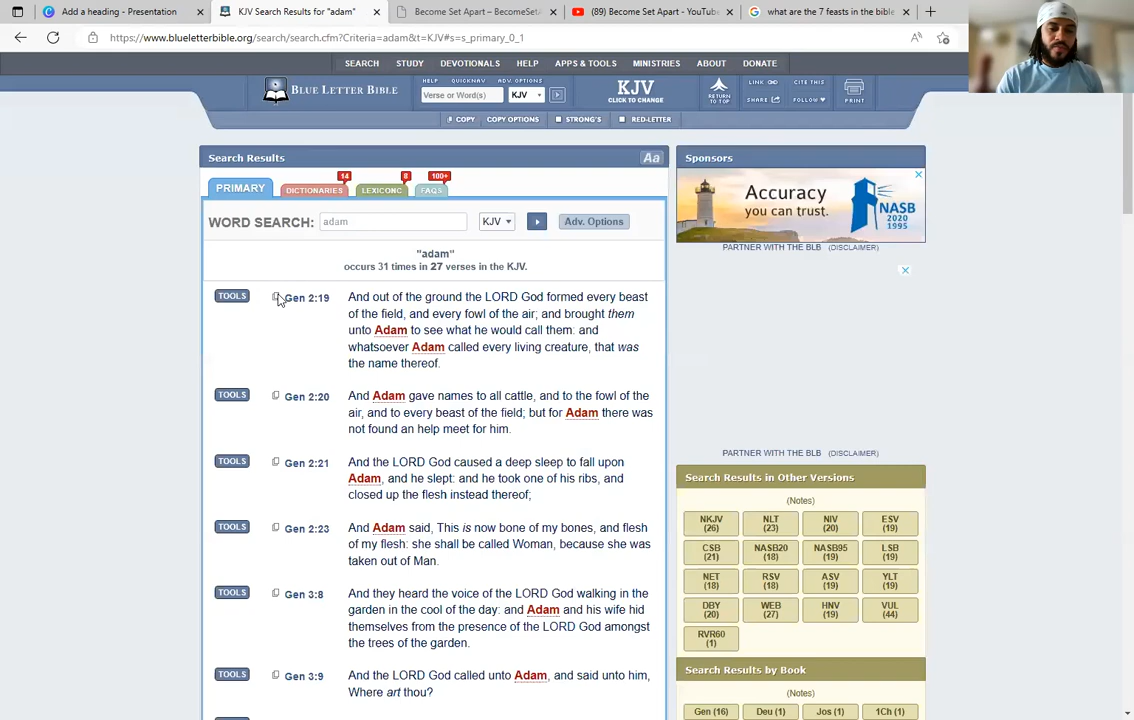 Add a heading - Presentation
KJV Search Results for "adam"
Become Set Apart – BecomeSetA
(89) Become Set Apart - YouTube
what are the 7 feasts in the bible
https://www.blueletterbible.org/search/search.cfm?Criteria=adam&t=KJV#s=s_primary_0_1
SEARCH STUDY DEVOTIONALS HELP APPS & TOOLS MINISTRIES ABOUT DONATE
BLUE LETTER BIBLE
HELP QUICKNAV ADV. OPTIONS
Verse or Word(s) KJV
KJV
CLICK TO CHANGE
RETURN
TO TOP
LINK
SHARE
CITE THIS
FOLLOW
PRINT
COPY COPY OPTIONS STRONG'S RED-LETTER
Search Results Aa
PRIMARY DICTIONARIES 14 LEXICONC 8 FAQS 100+
WORD SEARCH: adam KJV Adv. Options
"adam"
occurs 31 times in 27 verses in the KJV.
TOOLS Gen 2:19 And out of the ground the LORD God formed every beast
of the field, and every fowl of the air; and brought them
unto Adam to see what he would call them: and
whatsoever Adam called every living creature, that was
the name thereof.
TOOLS Gen 2:20 And Adam gave names to all cattle, and to the fowl of the
air, and to every beast of the field; but for Adam there was
not found an help meet for him.
TOOLS Gen 2:21 And the LORD God caused a deep sleep to fall upon
Adam, and he slept: and he took one of his ribs, and
closed up the flesh instead thereof;
TOOLS Gen 2:23 And Adam said, This is now bone of my bones, and flesh
of my flesh: she shall be called Woman, because she was
taken out of Man.
TOOLS Gen 3:8 And they heard the voice of the LORD God walking in the
garden in the cool of the day: and Adam and his wife hid
themselves from the presence of the LORD God amongst
the trees of the garden.
TOOLS Gen 3:9 And the LORD God called unto Adam, and said unto him,
Where art thou?
Sponsors
Accuracy
you can trust.
NASB
2020
1995
PARTNER WITH THE BLB (DISCLAIMER)
PARTNER WITH THE BLB (DISCLAIMER)
Search Results in Other Versions
(Notes)
NKJV NLT NIV ESV
(26) (23) (20) (19)
CSB NASB20 NASB95 LSB
(21) (18) (19) (19)
NET RSV ASV YLT
(18) (18) (19) (19)
DBY WEB HNV VUL
(20) (27) (19) (44)
RVR60
(1)
Search Results by Book
(Notes)
Gen (16) Deu (1) Jos (1) 1Ch (1)